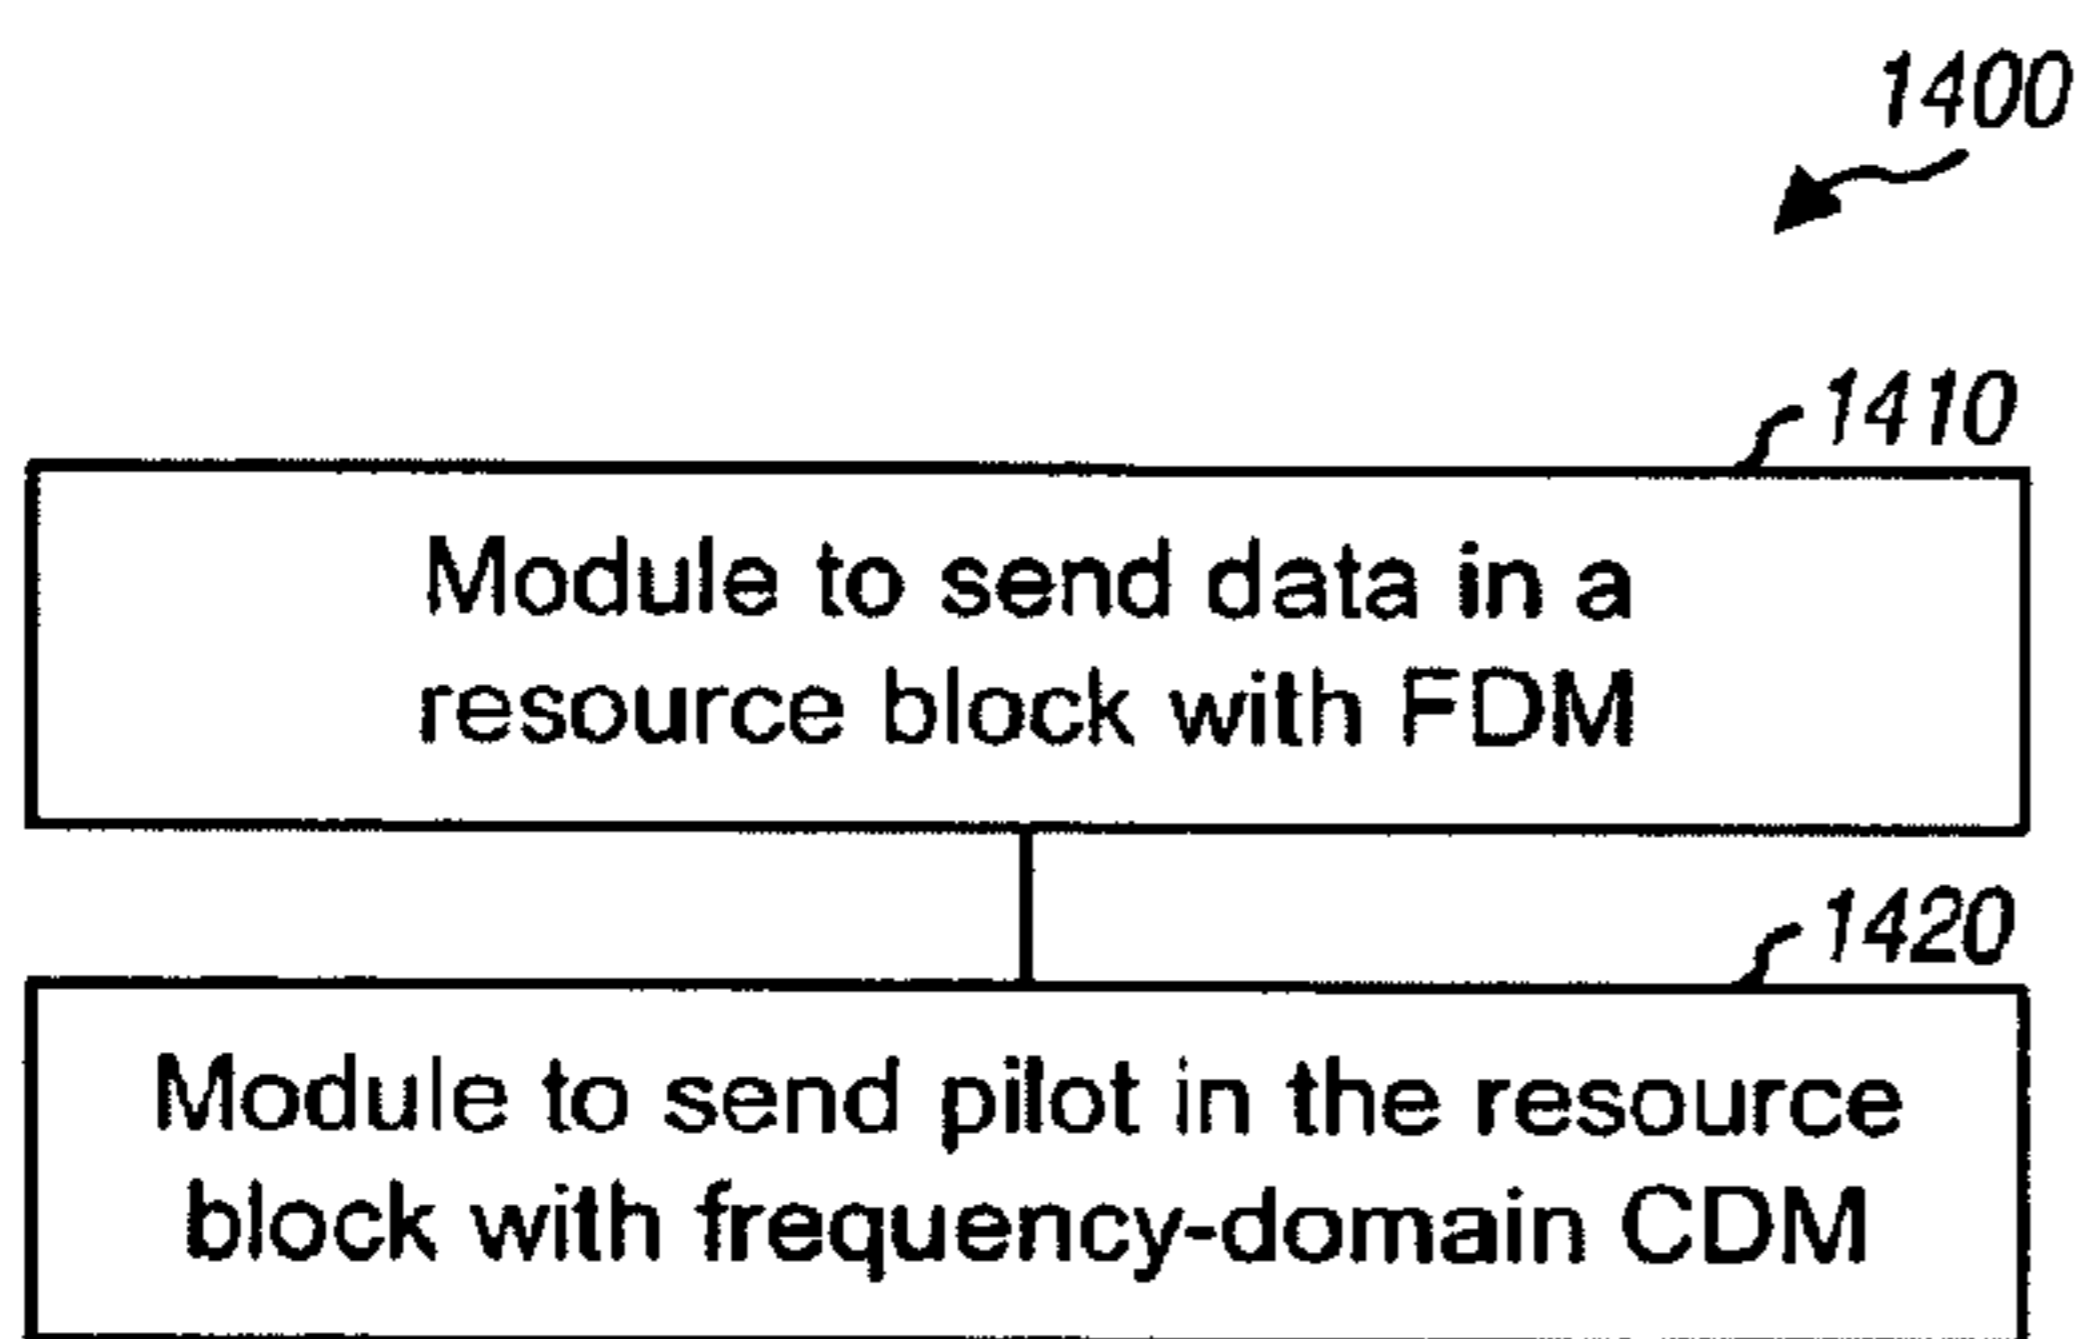 1400
1410
Module to send data in a
resource block with FDM
1420
Module to send pilot in the resource
block with frequency-domain CDM